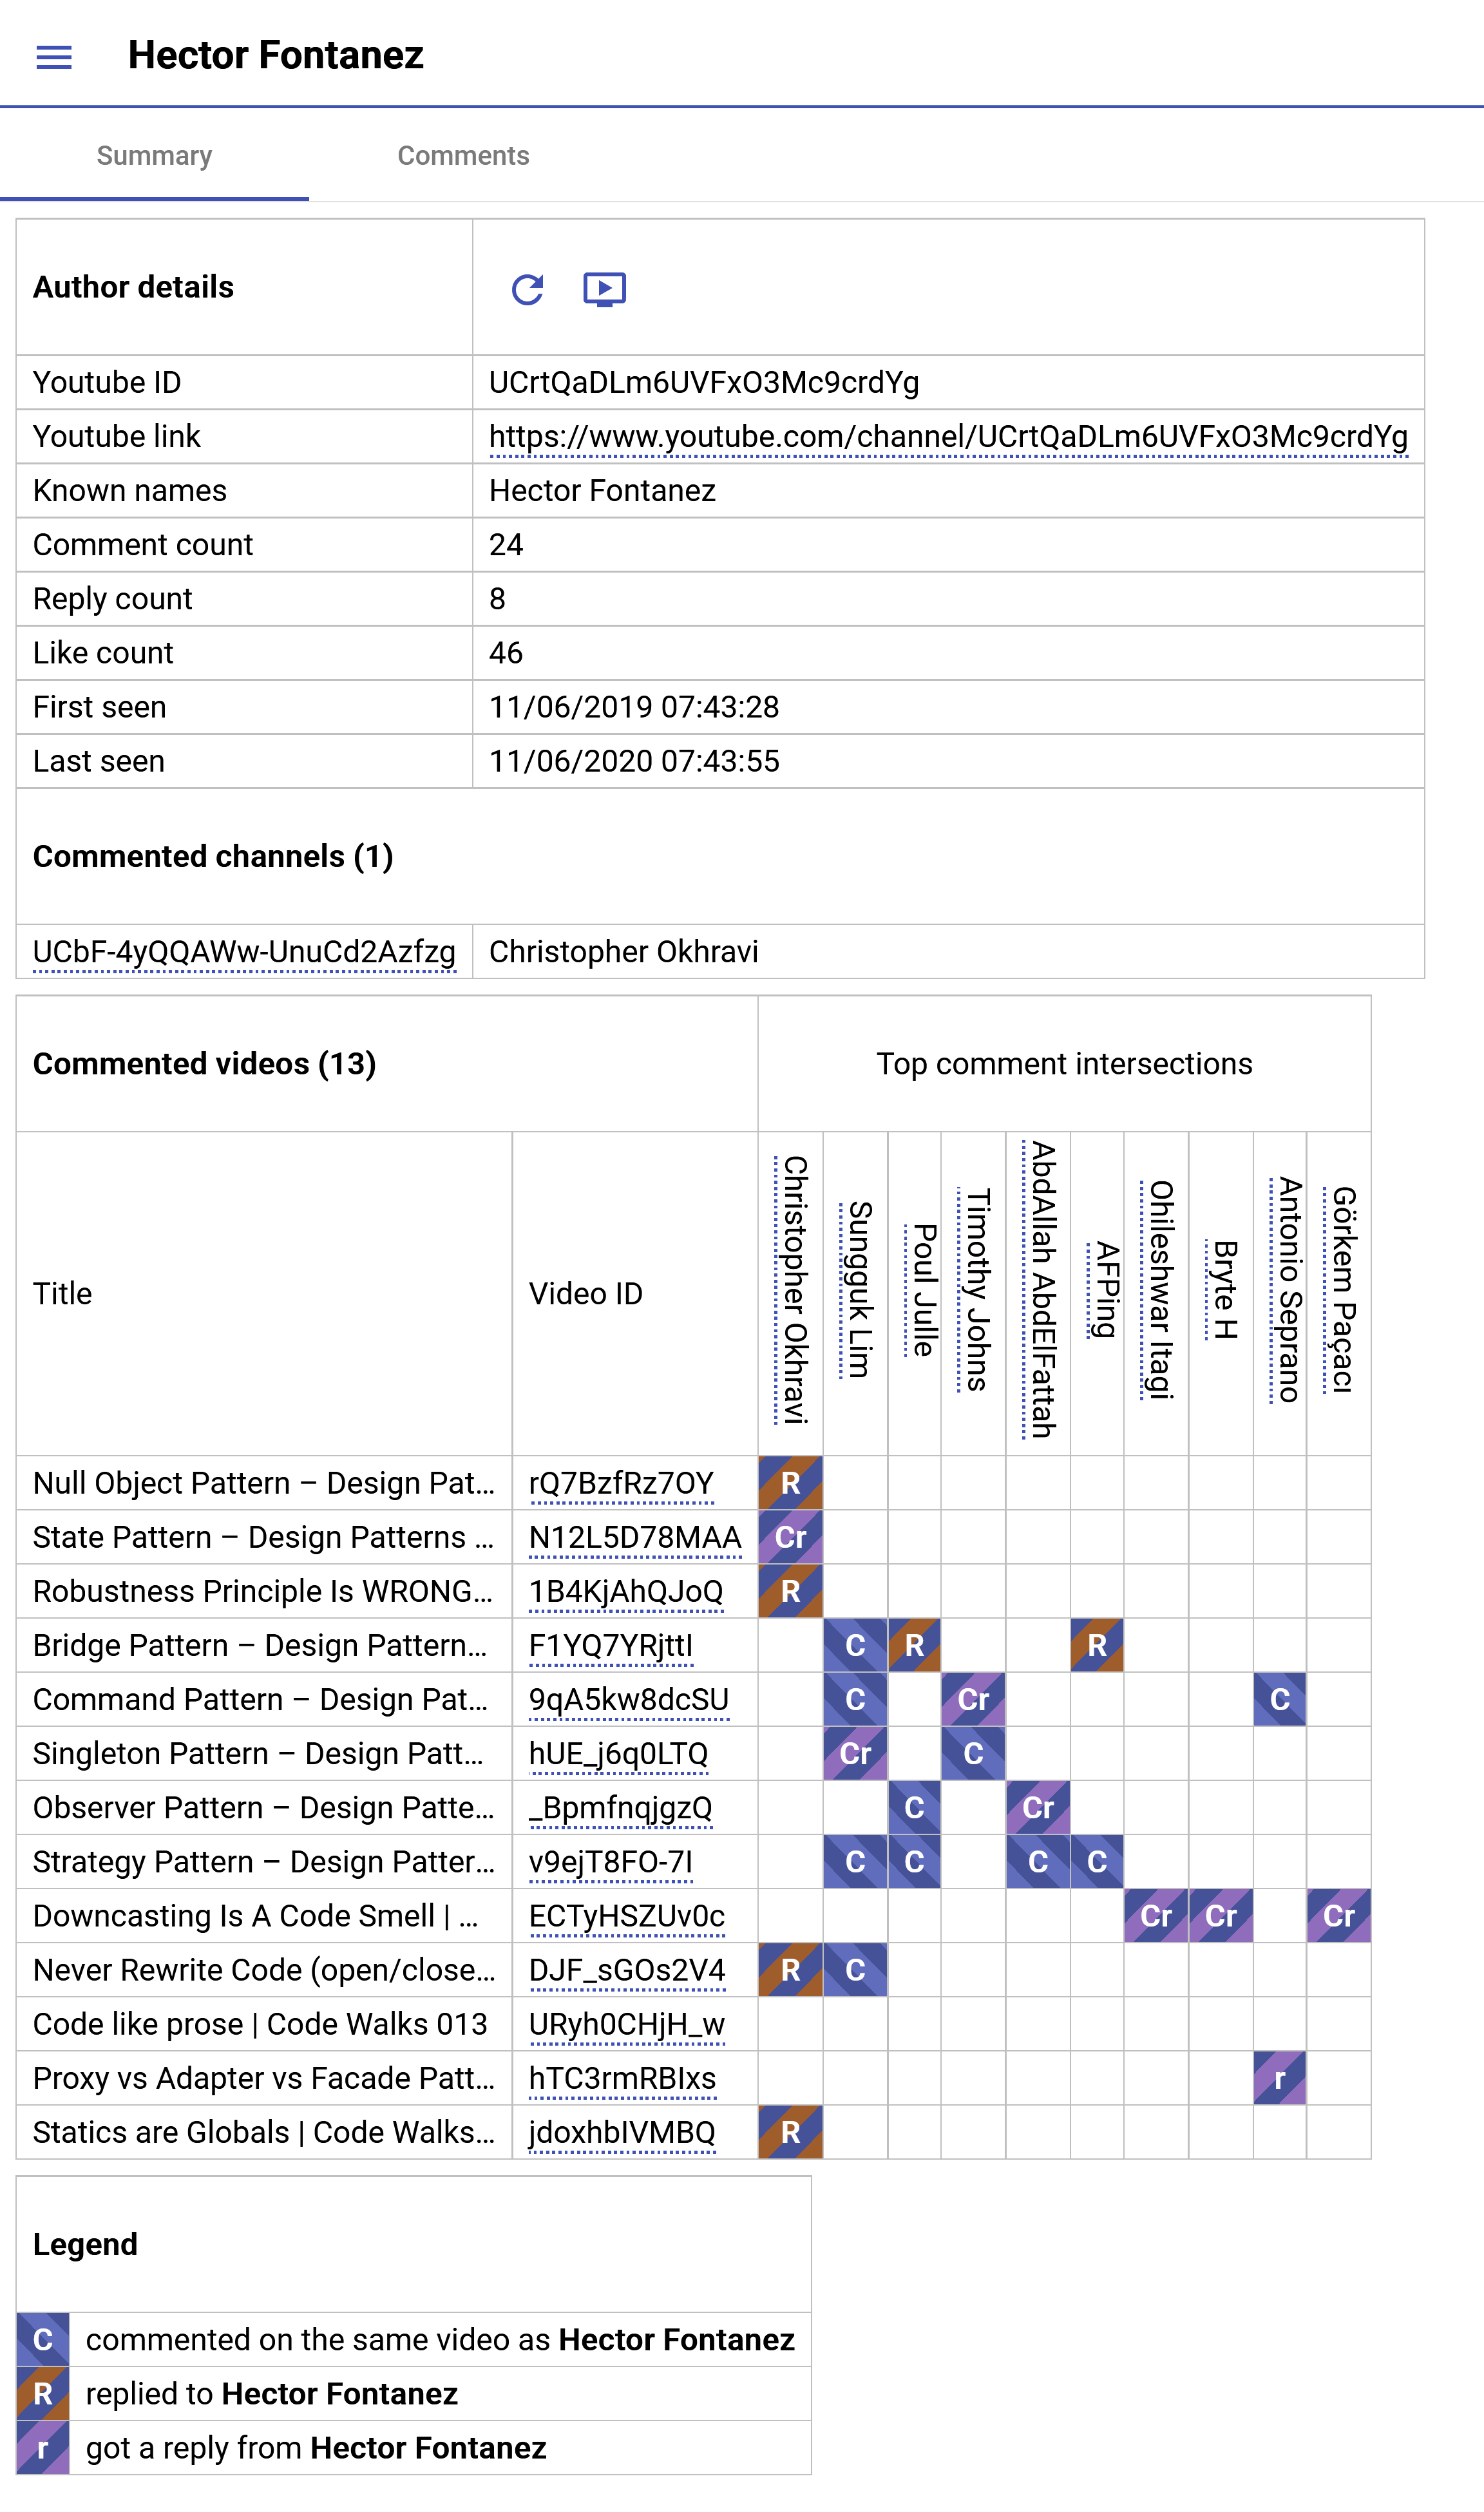 Hector Fontanez
Summary Comments
Author details
Youtube ID UCrtQaDLm6UVFxO3Mc9crdYg
Youtube link https://www.youtube.com/channel/UCrtQaDLm6UVFxO3Mc9crdYg
Known names Hector Fontanez
Comment count 24
Reply count 8
Like count 46
First seen 11/06/2019 07:43:28
Last seen 11/06/2020 07:43:55
Commented channels (1)
UCbF-4yQQAWw-UnuCd2Azfzg Christopher Okhravi
Commented videos (13) Top comment intersections
Title Video ID Christopher Okhravi Sungguk Lim Poul Julle Timothy Johns AbdAllah AbdElFattah AFPing Ohileshwar Itagi Bryte H Antonio Seprano Görkem Paçacı
Null Object Pattern – Design Pat... rQ7BzfRz7OY R
State Pattern – Design Patterns ... N12L5D78MAA Cr
Robustness Principle Is WRONG... 1B4KjAhQJoQ R
Bridge Pattern – Design Pattern... F1YQ7YRjttI C R R
Command Pattern – Design Pat... 9qA5kw8dcSU C Cr C
Singleton Pattern – Design Patt... hUE_j6q0LTQ Cr C
Observer Pattern – Design Patte... _BpmfnqjgzQ C Cr
Strategy Pattern – Design Patter... v9ejT8FO-7I C C C C
Downcasting Is A Code Smell | ... ECTyHSZUv0c Cr Cr Cr
Never Rewrite Code (open/close... DJF_sGOs2V4 R C
Code like prose | Code Walks 013 URyh0CHjH_w
Proxy vs Adapter vs Facade Patt... hTC3rmRBIxs r
Statics are Globals | Code Walks... jdoxhbIVMBQ R
Legend
C commented on the same video as Hector Fontanez
R replied to Hector Fontanez
r got a reply from Hector Fontanez